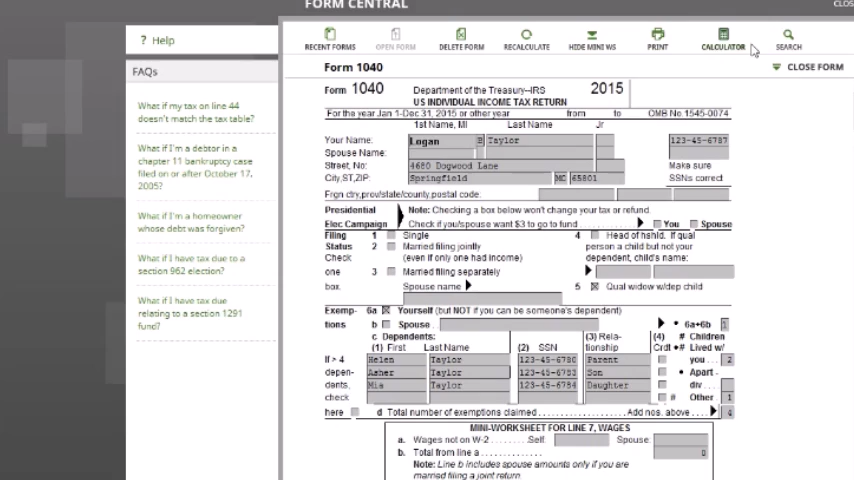 FORM CENTRAL
CLOS
? Help
FAQs
What if my tax on line 44
doesn't match the tax table?
What if I'm a debtor in a
chapter 11 bankruptcy case
filed on or after October 17,
2005?
What if I'm a homeowner
whose debt was forgiven?
What if I have tax due to a
section 962 election?
What if I have tax due
relating to a section 1291
fund?
RECENT FORMS OPEN FORM DELETE FORM RECALCULATE HIDE MINI WS PRINT CALCULATOR SEARCH
Form 1040 CLOSE FORM
Form 1040 Department of the Treasury--IRS 2015
US INDIVIDUAL INCOME TAX RETURN
For the year Jan 1-Dec 31, 2015 or other year from to OMB No.1545-0074
1st Name, MI Last Name Jr
Your Name: Logan B Taylor 123-45-6787
Spouse Name:
Street, No: 4680 Dogwood Lane Make sure
City,ST,ZIP: Springfield MO 65801 SSNs correct
Frgn ctry,prov/state/county,postal code:
Presidential Note: Checking a box below won't change your tax or refund.
Elec Campaign Check if you/spouse want $3 to go to fund You Spouse
Filing 1 Single 4 Head of hshld. If qual
Status 2 Married filing jointly person a child but not your
Check (even if only one had income) dependent, child's name:
one 3 Married filing separately
box. Spouse name 5 Qual widow w/dep child
Exemp- 6a Yourself (but NOT if you can be someone's dependent)
tions b Spouse 6a+6b 1
c Dependents: (3) Rela- (4) # Children
(1) First Last Name (2) SSN tionship Crdt # Lived w/
If > 4 Helen Taylor 123-45-6780 Parent you 2
depen- Asher Taylor 123-45-6783 Son Apart
dents, Mia Taylor 123-45-6784 Daughter div
check # Other 1
here d Total number of exemptions claimed Add nos. above 4
MINI-WORKSHEET FOR LINE 7, WAGES
a. Wages not on W-2 Self: Spouse:
b. Total from line a 0
Note: Line b includes spouse amounts only if you are
married filing a joint return.